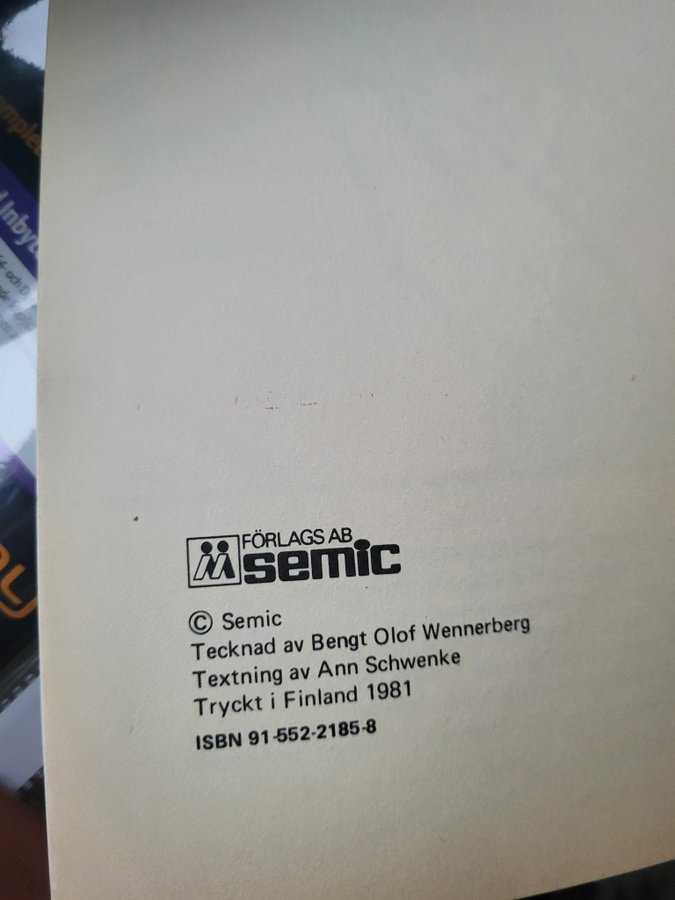 FÖRLAGS AB
semic
© Semic
Tecknad av Bengt Olof Wennerberg
Textning av Ann Schwenke
Tryckt i Finland 1981
ISBN 91-552-2185-8